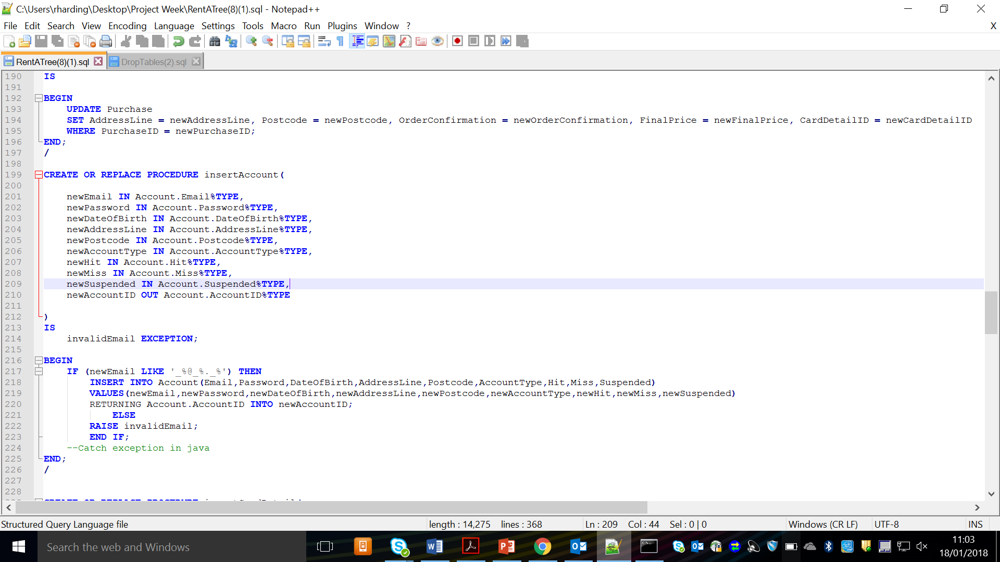 C:\Users\rharding\Desktop\Project Week\RentATree(8)(1).sql - Notepad++
File Edit Search View Encoding Language Settings Tools Macro Run Plugins Window ? X
RentATree(8)(1).sql DropTables(2).sql
190 IS
191
192 BEGIN
193 UPDATE Purchase
194 SET AddressLine = newAddressLine, Postcode = newPostcode, OrderConfirmation = newOrderConfirmation, FinalPrice = newFinalPrice, CardDetailID = newCardDetailID
195 WHERE PurchaseID = newPurchaseID;
196 END;
197 /
198
199 CREATE OR REPLACE PROCEDURE insertAccount(
200
201 newEmail IN Account.Email%TYPE,
202 newPassword IN Account.Password%TYPE,
203 newDateOfBirth IN Account.DateOfBirth%TYPE,
204 newAddressLine IN Account.AddressLine%TYPE,
205 newPostcode IN Account.Postcode%TYPE,
206 newAccountType IN Account.AccountType%TYPE,
207 newHit IN Account.Hit%TYPE,
208 newMiss IN Account.Miss%TYPE,
209 newSuspended IN Account.Suspended%TYPE,
210 newAccountID OUT Account.AccountID%TYPE
211
212 )
213 IS
214 invalidEmail EXCEPTION;
215
216 BEGIN
217 IF (newEmail LIKE '_%@_%._%') THEN
218 INSERT INTO Account(Email,Password,DateOfBirth,AddressLine,Postcode,AccountType,Hit,Miss,Suspended)
219 VALUES(newEmail,newPassword,newDateOfBirth,newAddressLine,newPostcode,newAccountType,newHit,newMiss,newSuspended)
220 RETURNING Account.AccountID INTO newAccountID;
221 ELSE
222 RAISE invalidEmail;
223 END IF;
224 --Catch exception in java
225 END;
226 /
227
228
Structured Query Language file length : 14,275 lines : 368 Ln : 209 Col : 44 Sel : 0 | 0 Windows (CR LF) UTF-8 INS
Search the web and Windows
11:03
18/01/2018